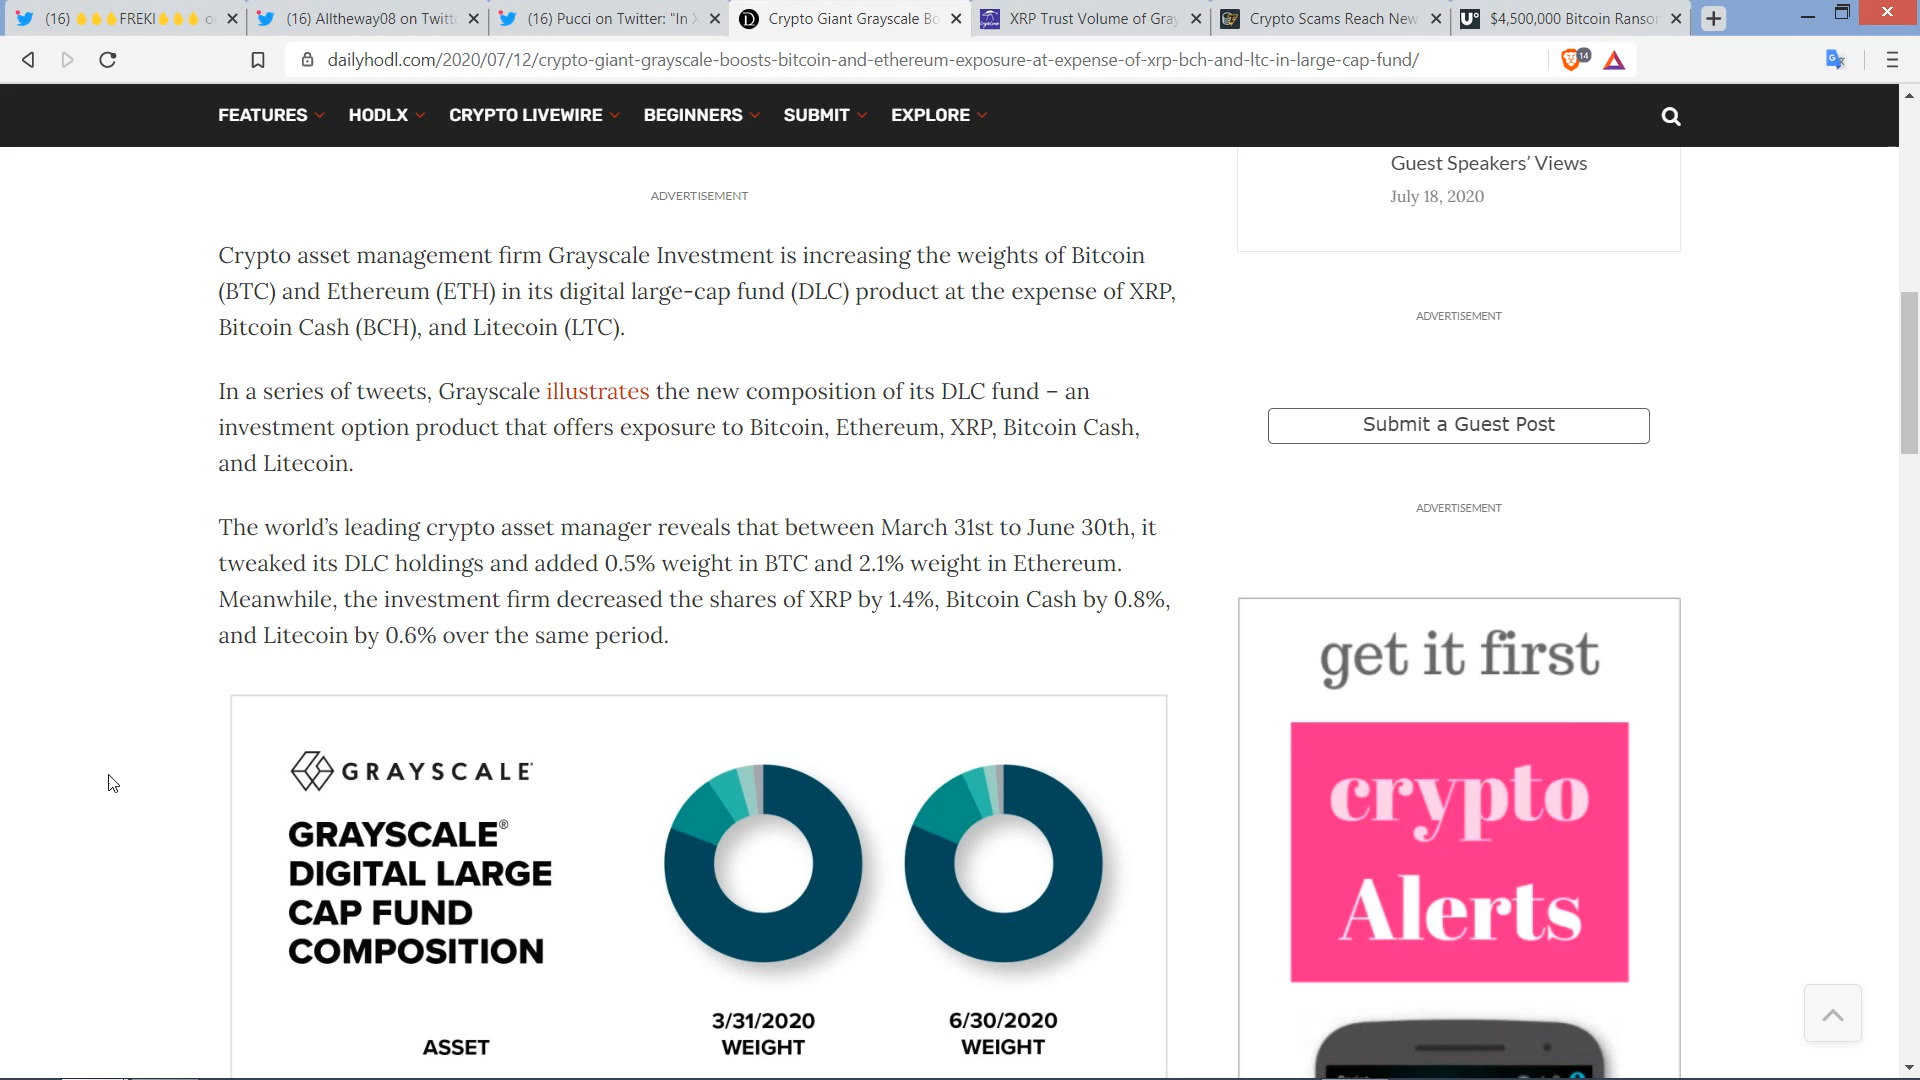 (16) 🔥🔥🔥FREKI🔥🔥🔥 o
(16) Alltheway08 on Twitt
(16) Pucci on Twitter: "In X
Crypto Giant Grayscale Bo
XRP Trust Volume of Gray
Crypto Scams Reach New
$4,500,000 Bitcoin Ransor
dailyhodl.com/2020/07/12/crypto-giant-grayscale-boosts-bitcoin-and-ethereum-exposure-at-expense-of-xrp-bch-and-ltc-in-large-cap-fund/
14
FEATURES HODLX CRYPTO LIVEWIRE BEGINNERS SUBMIT EXPLORE
Guest Speakers’ Views
July 18, 2020
ADVERTISEMENT
Crypto asset management firm Grayscale Investment is increasing the weights of Bitcoin
(BTC) and Ethereum (ETH) in its digital large-cap fund (DLC) product at the expense of XRP,
Bitcoin Cash (BCH), and Litecoin (LTC).
In a series of tweets, Grayscale illustrates the new composition of its DLC fund – an
investment option product that offers exposure to Bitcoin, Ethereum, XRP, Bitcoin Cash,
and Litecoin.
The world’s leading crypto asset manager reveals that between March 31st to June 30th, it
tweaked its DLC holdings and added 0.5% weight in BTC and 2.1% weight in Ethereum.
Meanwhile, the investment firm decreased the shares of XRP by 1.4%, Bitcoin Cash by 0.8%,
and Litecoin by 0.6% over the same period.
GRAYSCALE
GRAYSCALE®
DIGITAL LARGE
CAP FUND
COMPOSITION
3/31/2020
WEIGHT
6/30/2020
WEIGHT
ASSET
ADVERTISEMENT
Submit a Guest Post
ADVERTISEMENT
get it first
crypto
Alerts